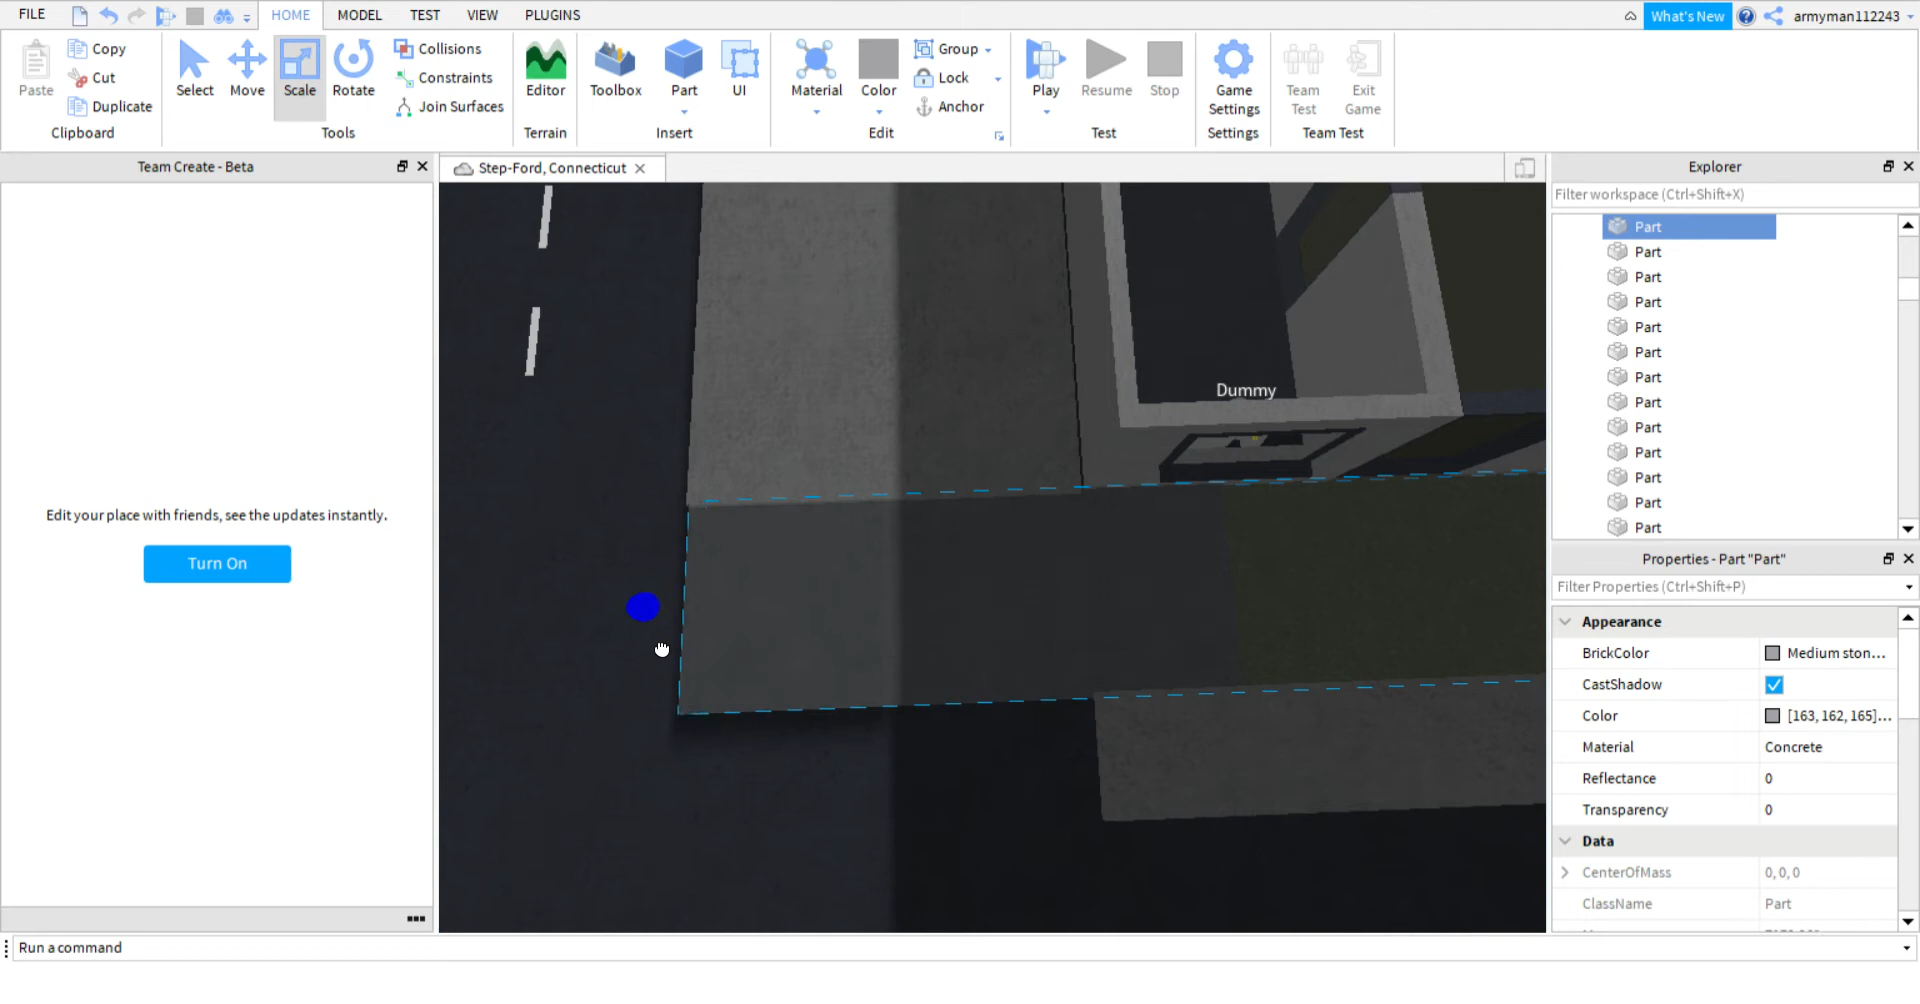 FILE HOME MODEL TEST VIEW PLUGINS What's New armyman112243
Paste Copy Cut Duplicate Clipboard
Select Move Scale Rotate Collisions Constraints Join Surfaces Tools
Editor Terrain
Toolbox Part UI Insert
Material Color Group Lock Anchor Edit
Play Resume Stop Test
Game Settings Settings
Team Test Exit Game Team Test
Team Create - Beta
Edit your place with friends, see the updates instantly.
Turn On
Step-Ford, Connecticut
Dummy
Explorer
Filter workspace (Ctrl+Shift+X)
Part
Part
Part
Part
Part
Part
Part
Part
Part
Part
Part
Part
Part
Properties - Part "Part"
Filter Properties (Ctrl+Shift+P)
Appearance
BrickColor Medium ston...
CastShadow
Color [163, 162, 165]...
Material Concrete
Reflectance 0
Transparency 0
Data
CenterOfMass 0, 0, 0
ClassName Part
Run a command